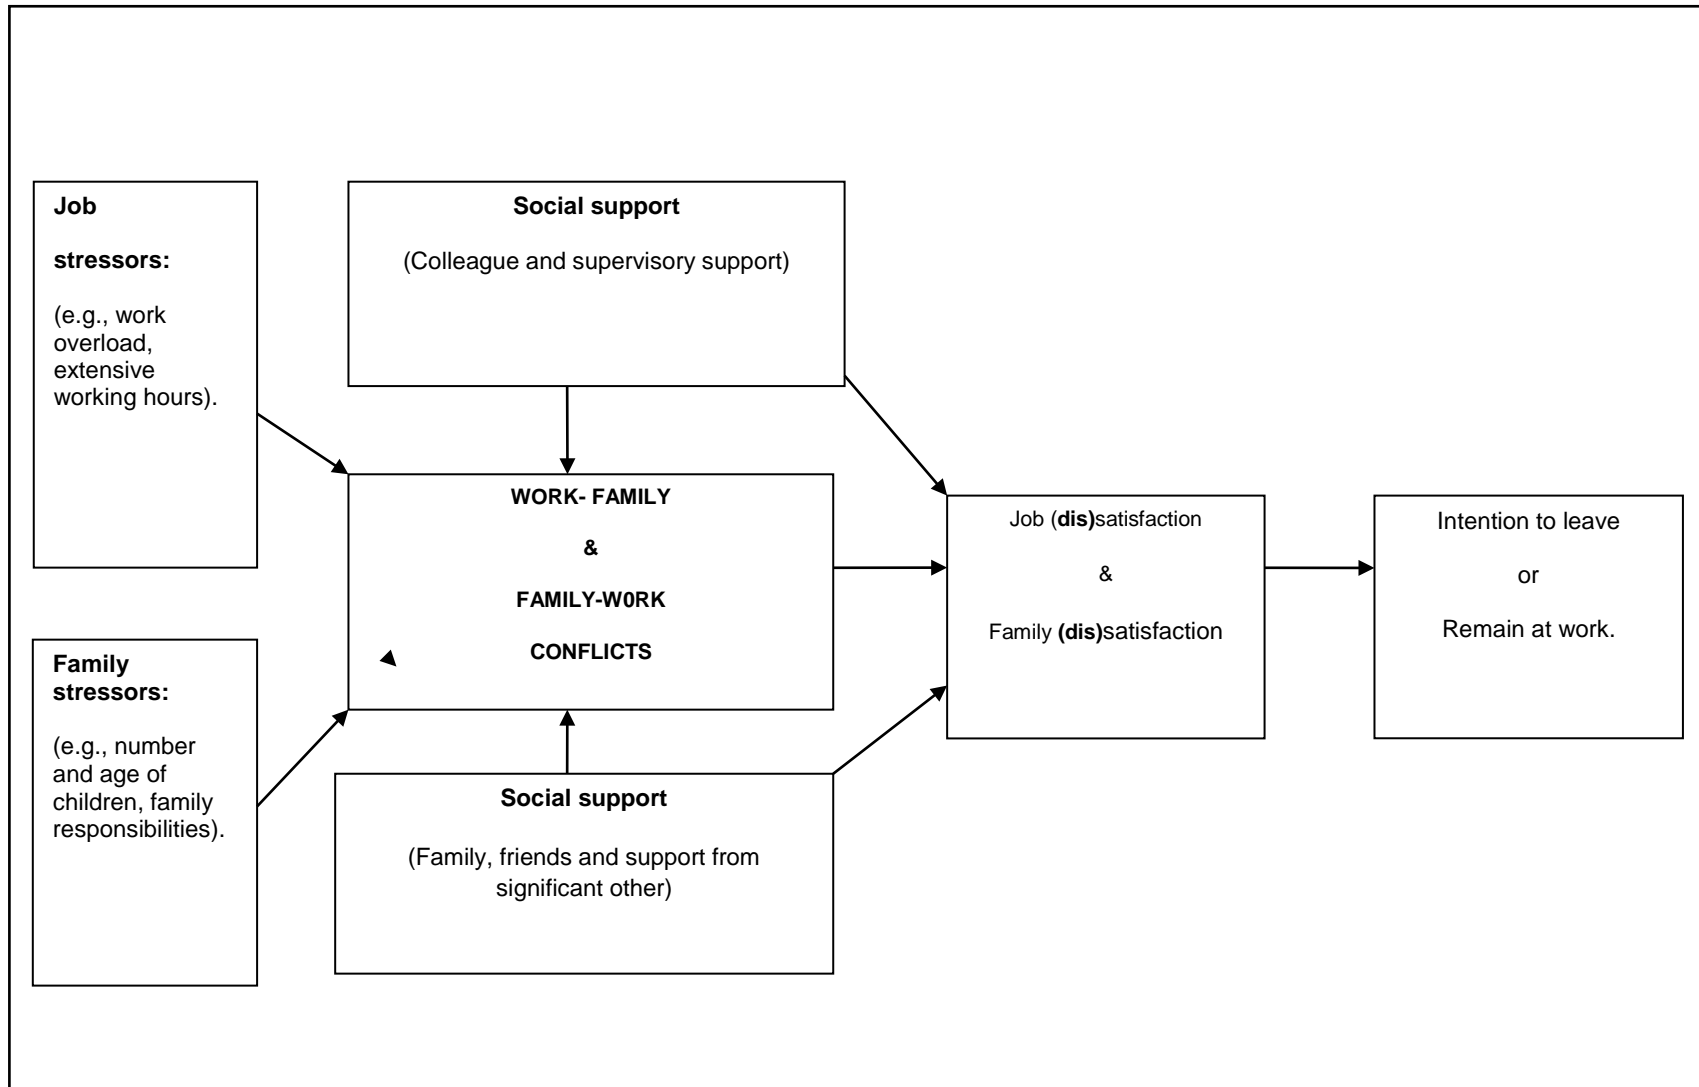 Job
stressors:
(e.g., work
overload,
extensive
working hours).
Social support
(Colleague and supervisory support)
WORK- FAMILY
&
FAMILY-W0RK
CONFLICTS
Job (dis)satisfaction
&
Family (dis)satisfaction
Intention to leave
or
Remain at work.
Family
stressors:
(e.g., number
and age of
children, family
responsibilities).
Social support
(Family, friends and support from
significant other)